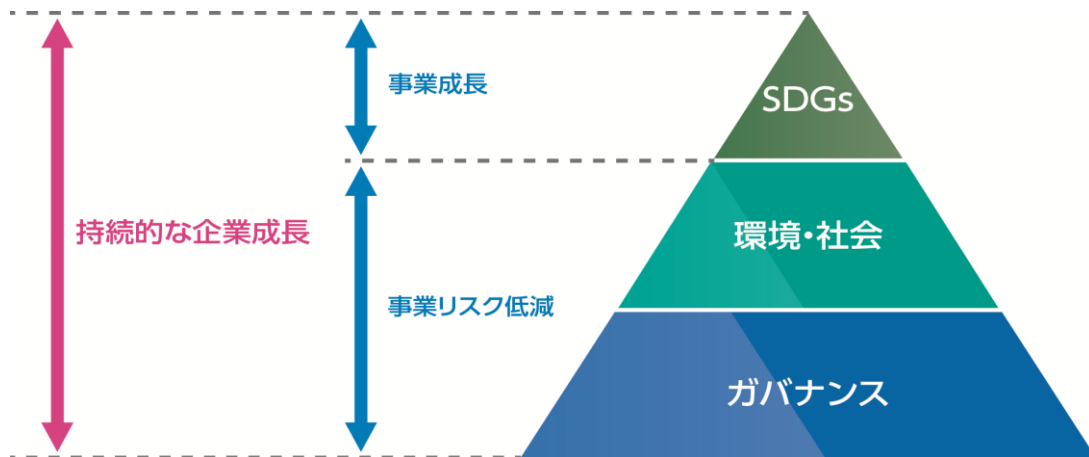 事業成長
SDGs
持続的な企業成長
環境・社会
事業リスク低減
ガバナンス